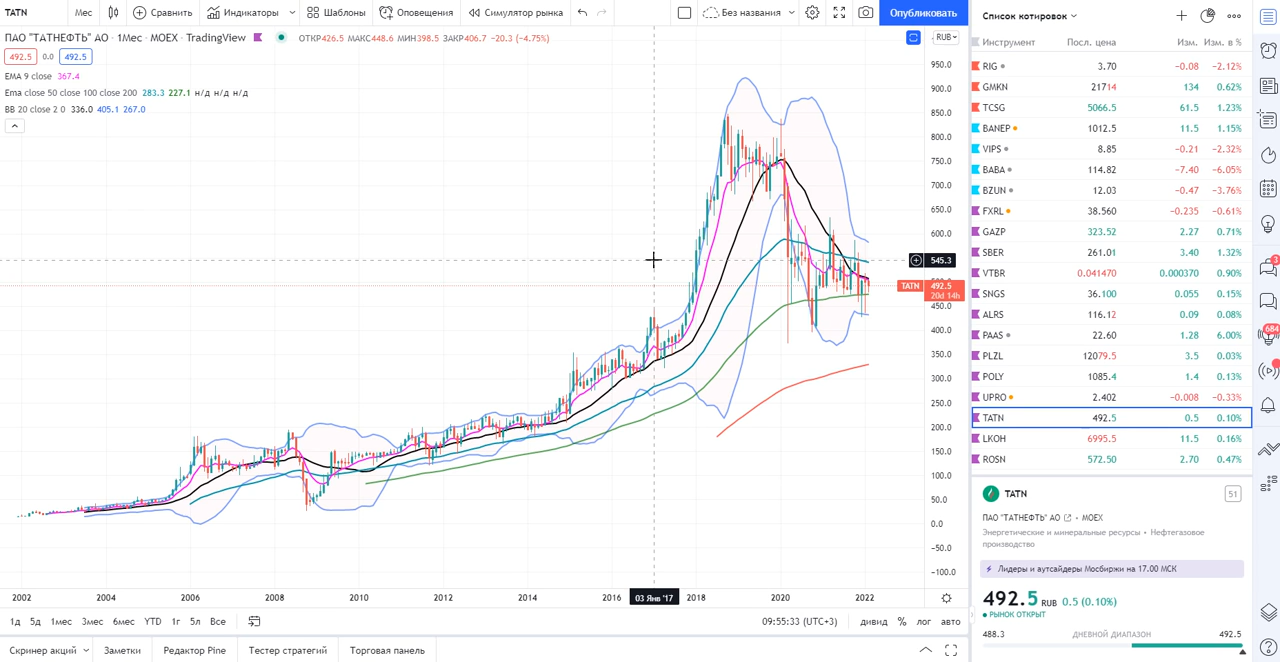 TATN Мес Сравнить Индикаторы Шаблоны Оповещения Симулятор рынка Без названия Опубликовать
ПАО "ТАТНЕФТЬ" АО · 1Мес · MOEX · TradingView ОТКР426.5 МАКС448.6 МИН398.5 ЗАКР406.7 −20.3 (−4.75%)
RUB
492.5 0.0 492.5
EMA 9 close 367.4
Ema close 50 close 100 close 200 283.3 227.1 н/д н/д н/д
BB 20 close 2 0 336.0 405.1 267.0
950.0
900.0
850.0
800.0
750.0
700.0
650.0
600.0
545.3
TATN 492.5
20d 14h
450.0
400.0
350.0
300.0
250.0
200.0
150.0
100.0
50.0
0.0
−50.0
−100.0
2002 2004 2006 2008 2010 2012 2014 2016 03 Янв '17 2018 2020 2022
1д 5д 1мес 3мес 6мес YTD 1г 5л Все 09:55:33 (UTC+3) дивид % лог авто
Скринер акций Заметки Редактор Pine Тестер стратегий Торговая панель
Список котировок
Инструмент Посл. цена Изм. Изм. в %
RIG 3.70 −0.08 −2.12%
GMKN 21714 134 0.62%
TCSG 5066.5 61.5 1.23%
BANEP 1012.5 11.5 1.15%
VIPS 8.85 −0.21 −2.32%
BABA 114.82 −7.40 −6.05%
BZUN 12.03 −0.47 −3.76%
FXRL 38.560 −0.235 −0.61%
GAZP 323.52 2.27 0.71%
SBER 261.01 3.40 1.32%
VTBR 0.041470 0.000370 0.90%
SNGS 36.100 0.055 0.15%
ALRS 116.12 0.09 0.08%
PAAS 22.60 1.28 6.00%
PLZL 12079.5 3.5 0.03%
POLY 1085.4 1.4 0.13%
UPRO 2.402 −0.008 −0.33%
TATN 492.5 0.5 0.10%
LKOH 6995.5 11.5 0.16%
ROSN 572.50 2.70 0.47%
TATN 51
ПАО "ТАТНЕФТЬ" АО • MOEX
Энергетические и минеральные ресурсы • Нефтегазовое
производство
Лидеры и аутсайдеры Мосбиржи на 17.00 МСК
492.5 RUB 0.5 (0.10%)
РЫНОК ОТКРЫТ
488.3 ДНЕВНОЙ ДИАПАЗОН 492.5
3
684